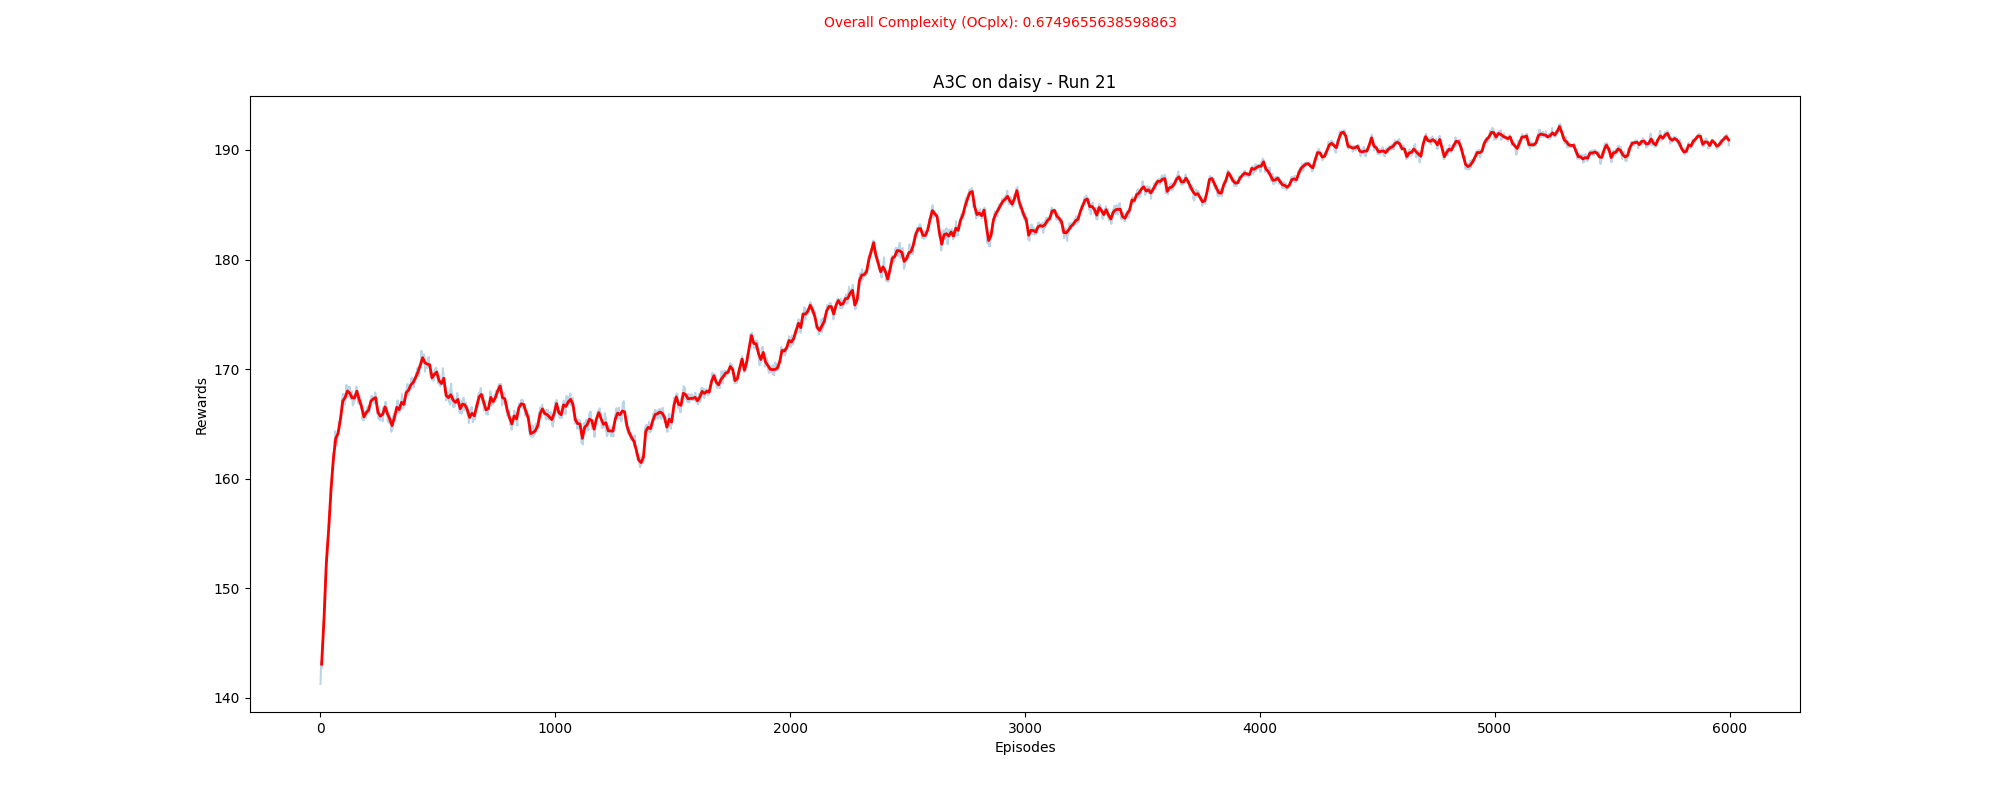 Overall Complexity (OCplx): 0.6749655638598863
A3C on daisy - Run 21
Rewards
190
180
170
160
150
140
0 1000 2000 3000 4000 5000 6000
Episodes